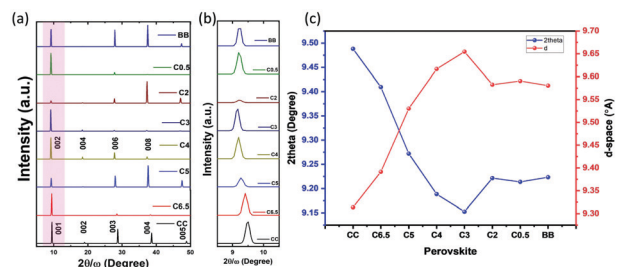 (a)
Intensity (a.u.)
BB
C0.5
C2
C3
002 004 006 008
C4
C5
C6.5
001 002 003 004 005
CC
0 10 20 30 40 50
2θ/ω (Degree)
(b)
Intensity (a.u.)
BB
C0.5
C2
C3
C4
C5
C6.5
CC
9 10
2θ/ω (Degree)
(c)
2theta
d
2theta (Degree)
9.50
9.45
9.40
9.35
9.30
9.25
9.20
9.15
d-space (°A)
9.70
9.65
9.60
9.55
9.50
9.45
9.40
9.35
9.30
CC C6.5 C5 C4 C3 C2 C0.5 BB
Perovskite